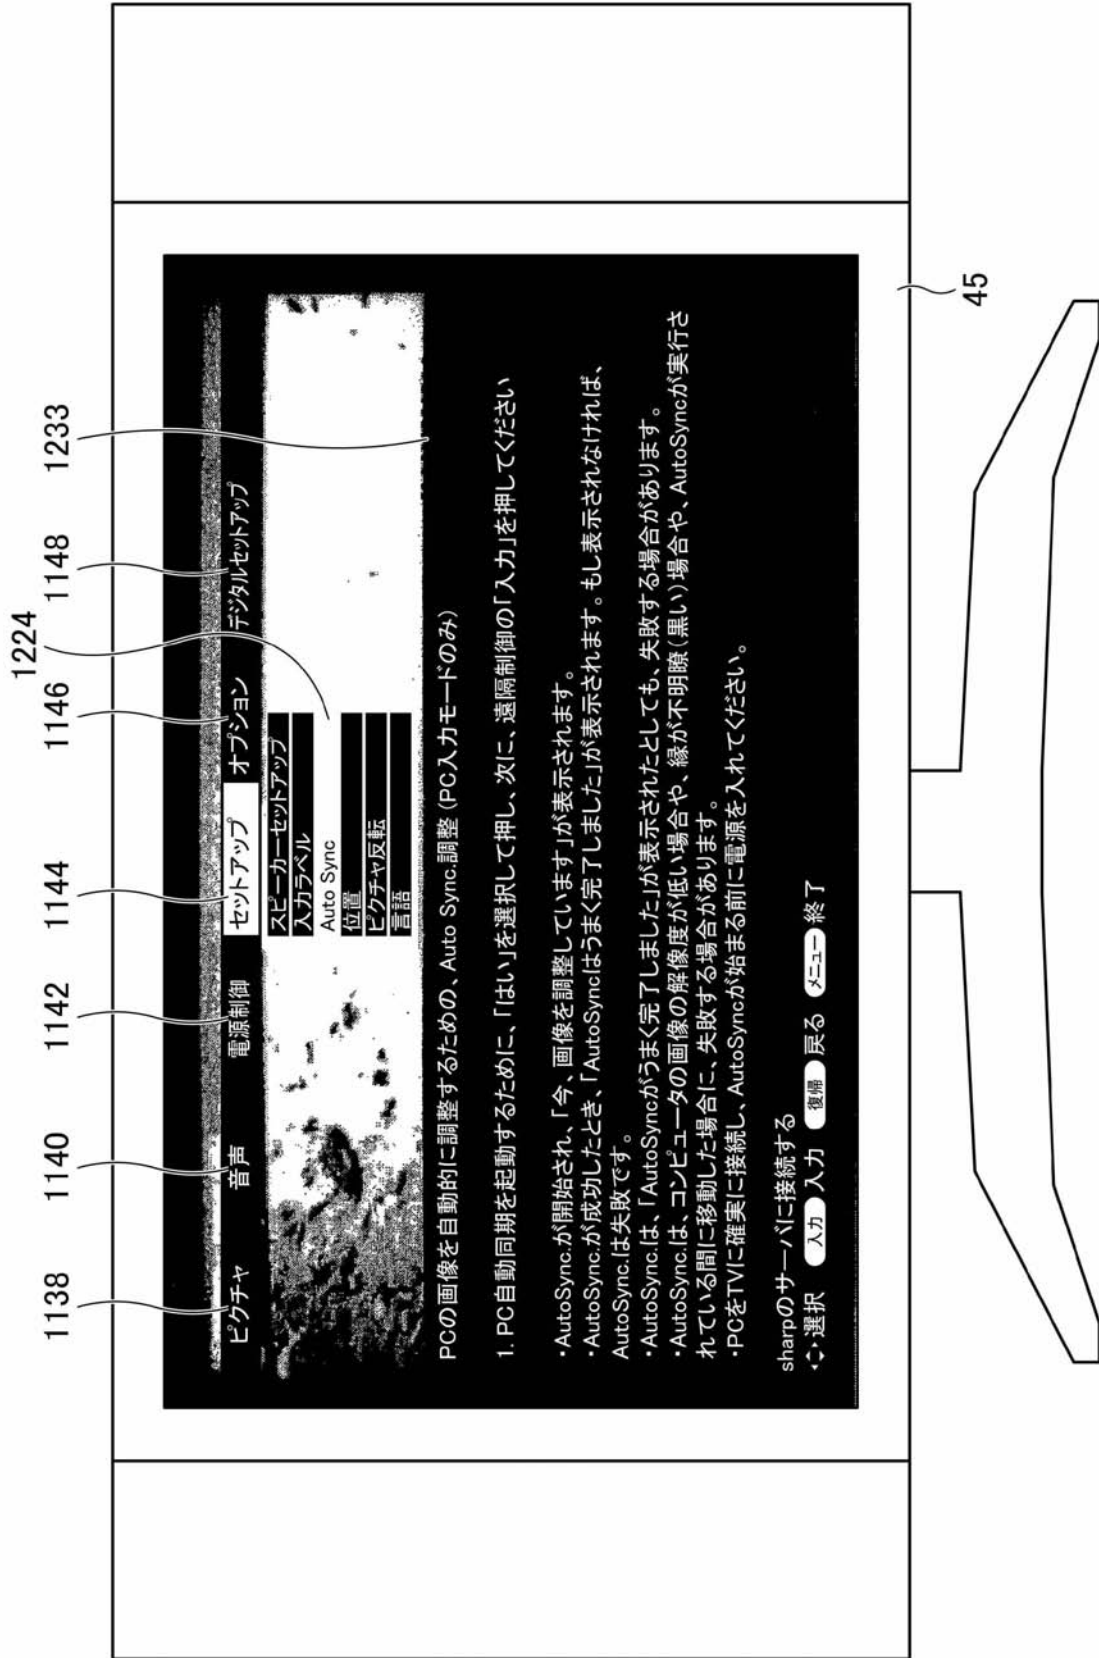 1224
1138 1140 1142 1144 1146 1148 1233
ピクチャ 音声 電源制御 セットアップ オプション デジタルセットアップ
スピーカーセットアップ
入力ラベル
Auto Sync
位置
ピクチャ反転
言語
PCの画像を自動的に調整するための、Auto Sync.調整(PC入力モードのみ)
1. PC自動同期を起動するために、「はい」を選択して押し、次に、遠隔制御の「入力」を押してください
・AutoSync.が開始され、「今、画像を調整しています」が表示されます。
・AutoSync.が成功したとき、「AutoSyncはうまく完了しました」が表示されます。もし表示されなければ、
AutoSync.は失敗です。
・AutoSync.は、「AutoSyncがうまく完了しました」が表示されたとしても、失敗する場合があります。
・AutoSync.は、コンピュータの画像の解像度が低い場合や、縁が不明瞭(黒い)場合や、AutoSyncが実行さ
れている間に移動した場合に、失敗する場合があります。
・PCをTVに確実に接続し、AutoSyncが始まる前に電源を入れてください。
sharpのサーバに接続する
選択 入力 入力 復帰 戻る メニュー 終了
45